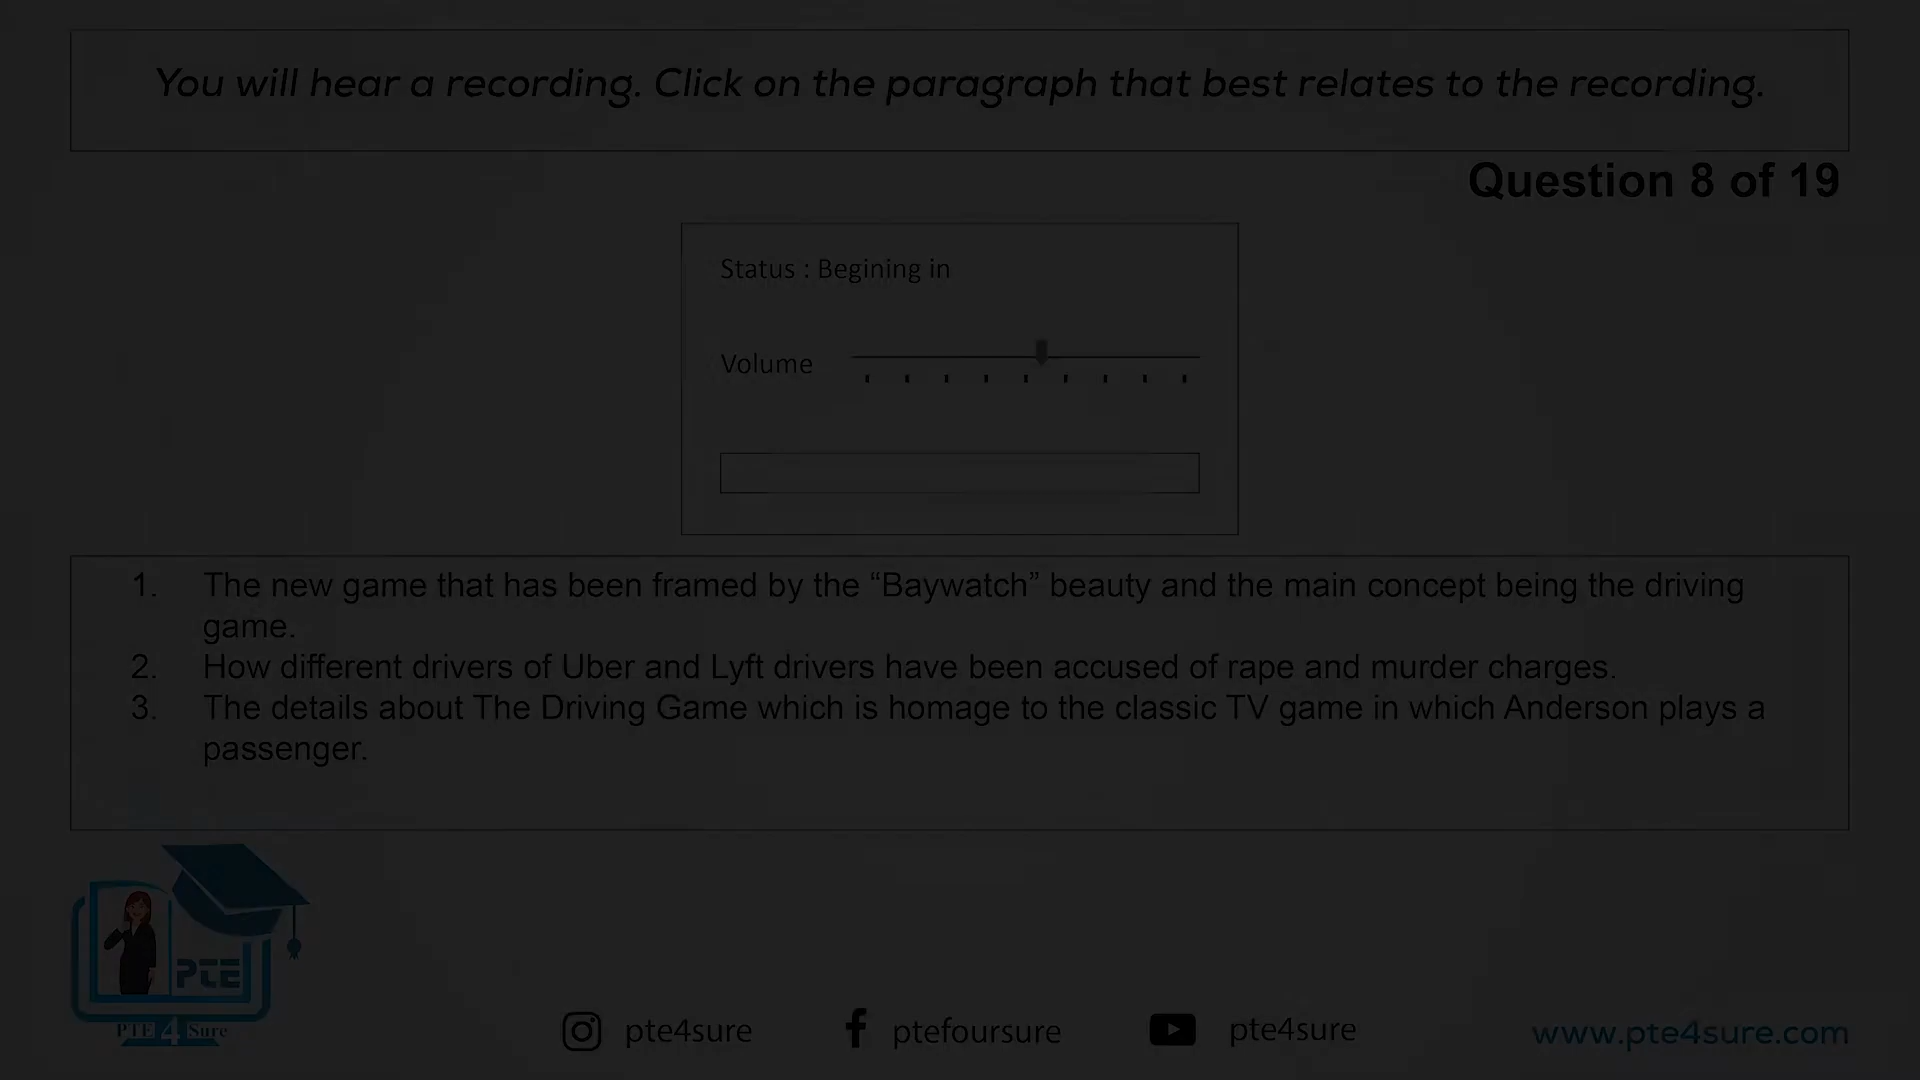 You will hear a recording. Click on the paragraph that best relates to the recording.
Question 8 of 19
Status : Begining in
Volume
1. The new game that has been framed by the “Baywatch” beauty and the main concept being the driving
game.
2. How different drivers of Uber and Lyft drivers have been accused of rape and murder charges.
3. The details about The Driving Game which is homage to the classic TV game in which Anderson plays a
passenger.
PTE
PTE 4 Sure
pte4sure
ptefoursure
pte4sure
www.pte4sure.com